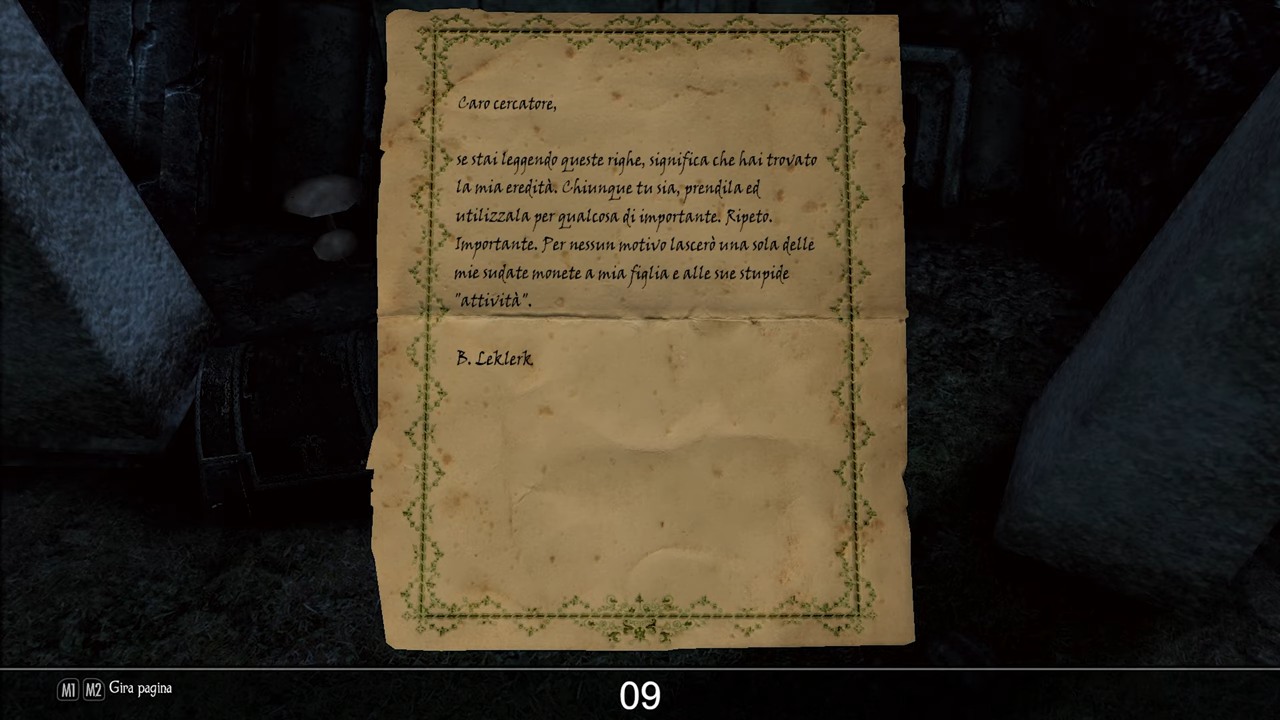 Caro cercatore,
se stai leggendo queste righe, significa che hai trovato
la mia eredità. Chiunque tu sia, prendila ed
utilizzala per qualcosa di importante. Ripeto.
Importante. Per nessun motivo lascerò una sola delle
mie sudate monete a mia figlia e alle sue stupide
"attività".
B. Leklerk
M1 M2 Gira pagina
09